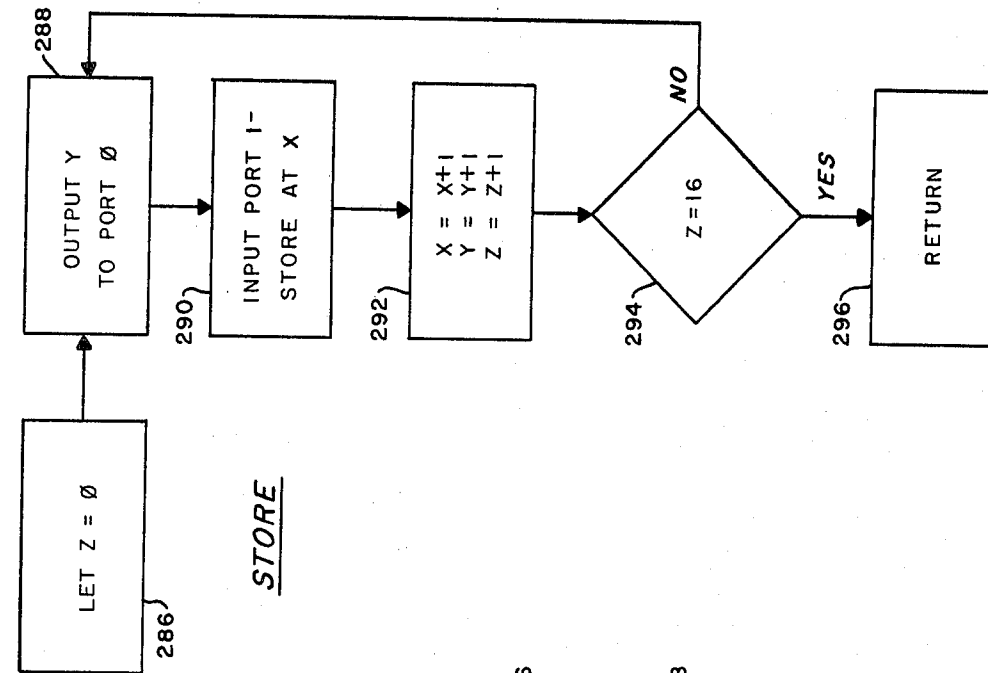 LET Z = Ø
286
STORE
288
OUTPUT Y
TO PORT Ø
290
INPUT PORT 1-
STORE AT X
292
X = X+1
Y = Y+1
Z = Z+1
294
Z=16
NO
YES
296
RETURN